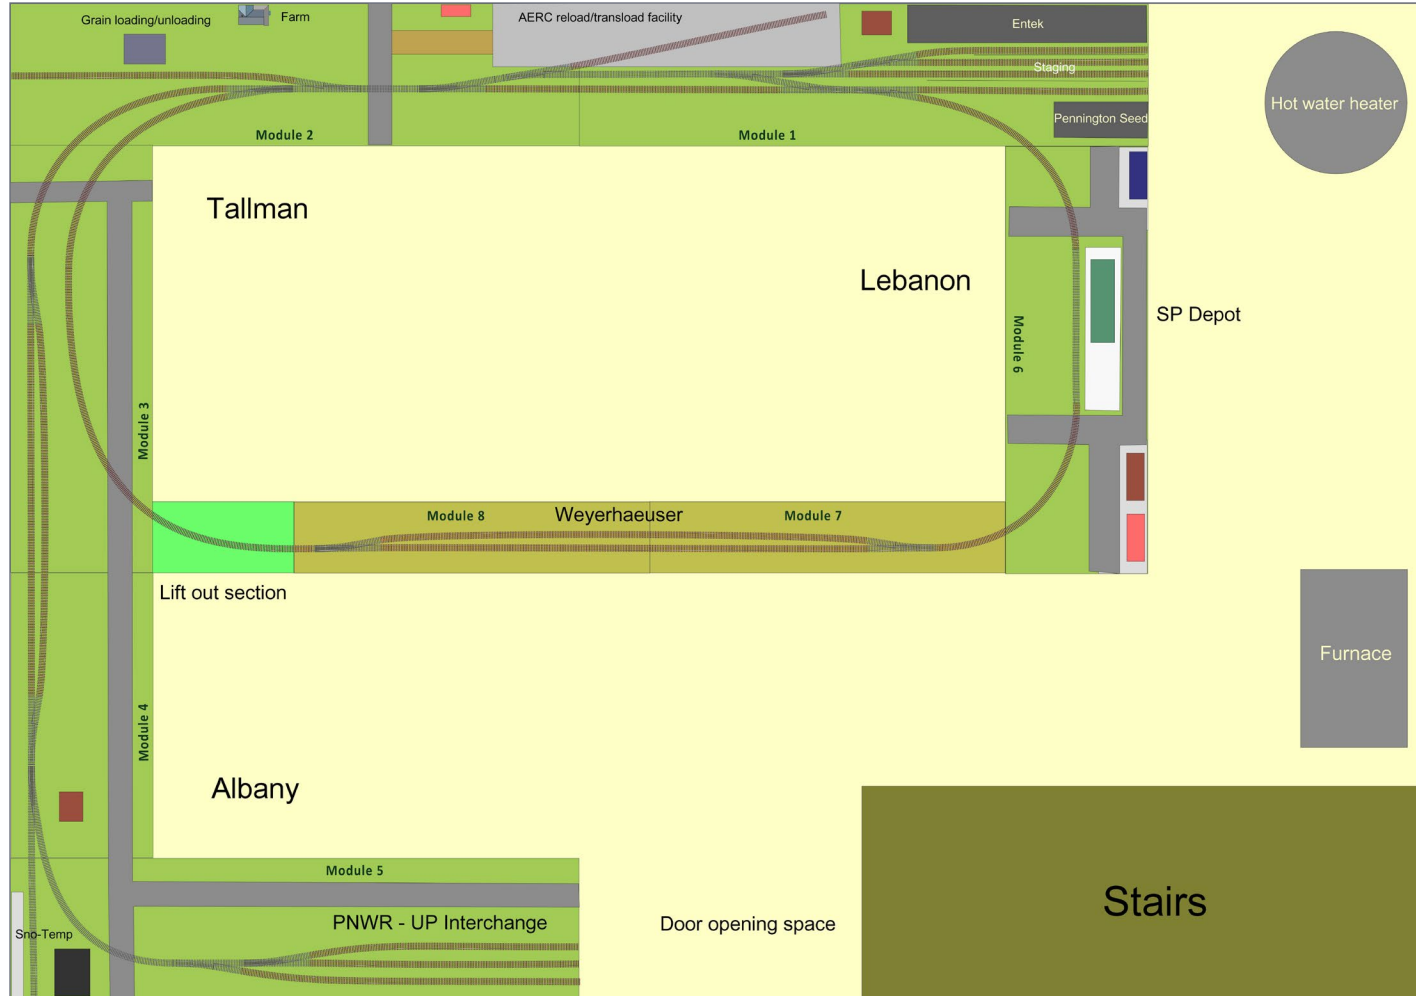 Grain loading/unloading
Farm
AERC reload/transload facility
Entek
Staging
Pennington Seed
Hot water heater
Module 2
Module 1
Tallman
Lebanon
SP Depot
Module 6
Module 3
Module 8
Weyerhaeuser
Module 7
Lift out section
Furnace
Module 4
Albany
Module 5
PNWR - UP Interchange
Door opening space
Stairs
Sno-Temp